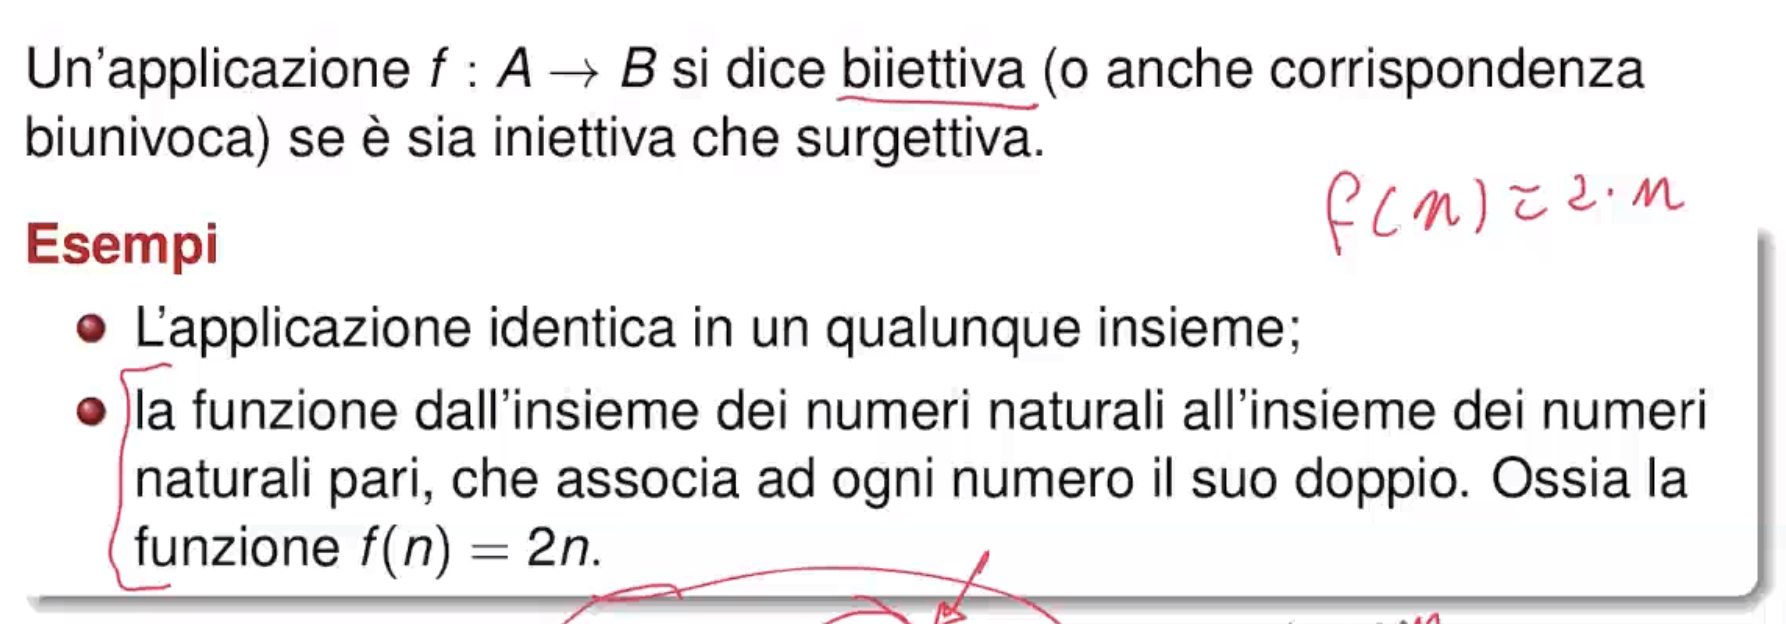 Un'applicazione f : A → B si dice biiettiva (o anche corrispondenza
biunivoca) se è sia iniettiva che surgettiva.
f(n) = 2·n
Esempi
L'applicazione identica in un qualunque insieme;
la funzione dall'insieme dei numeri naturali all'insieme dei numeri
naturali pari, che associa ad ogni numero il suo doppio. Ossia la
funzione f(n) = 2n.